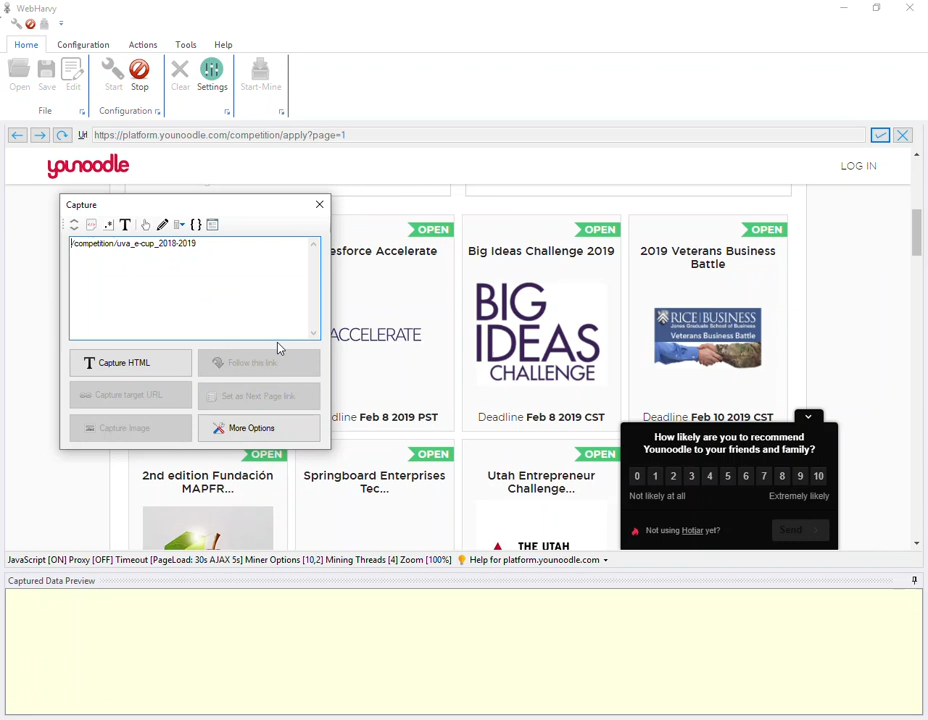 WebHarvy
Home Configuration Actions Tools Help
Open Save Edit Start Stop Clear Settings Start-Mine
File Configuration
Url https://platform.younoodle.com/competition/apply?page=1
younoodle
LOG IN
Capture
/competition/uva_e-cup_2018-2019
Capture HTML Follow this link
Capture target URL Set as Next Page link
Capture Image More Options
OPEN
esforce Accelerate
ACCELERATE
dline Feb 8 2019 PST
OPEN
Big Ideas Challenge 2019
BIG
IDEAS
CHALLENGE
Deadline Feb 8 2019 CST
OPEN
2019 Veterans Business
Battle
RICE BUSINESS
Jones Graduate School of Business
Veterans Business Battle
Deadline Feb 10 2019 CST
OPEN
2nd edition Fundación
MAPFR...
OPEN
Springboard Enterprises
Tec...
OPEN
Utah Entrepreneur
Challenge...
THE UTAH
How likely are you to recommend
Younoodle to your friends and family?
0 1 2 3 4 5 6 7 8 9 10
Not likely at all Extremely likely
Not using Hotjar yet? Send
JavaScript [ON] Proxy [OFF] Timeout [PageLoad: 30s AJAX 5s] Miner Options [10,2] Mining Threads [4] Zoom [100%] Help for platform.younoodle.com
Captured Data Preview